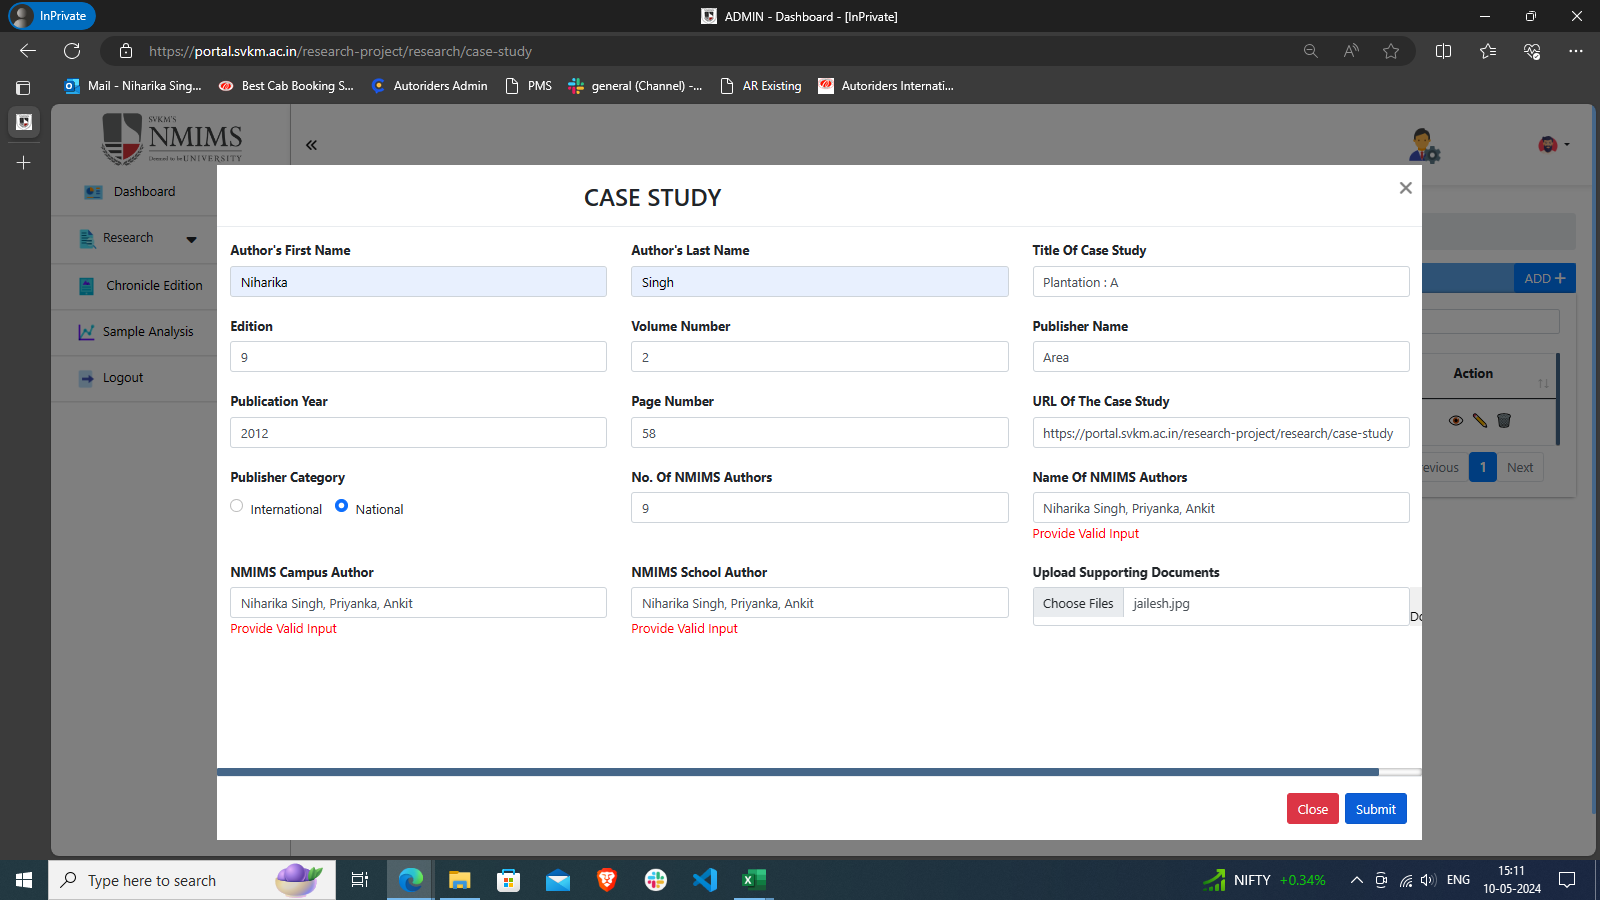 InPrivate
ADMIN - Dashboard - [InPrivate]
https://portal.svkm.ac.in/research-project/research/case-study
Mail - Niharika Sing...
Best Cab Booking S...
Autoriders Admin
PMS
general (Channel) -...
AR Existing
Autoriders Internati...
SVKM'S
NMIMS
Deemed to be UNIVERSITY
«
Dashboard
Research
Chronicle Edition
Sample Analysis
Logout
CASE STUDY
×
Author's First Name
Author's Last Name
Title Of Case Study
Niharika
Singh
Plantation : A
ADD +
Edition
Volume Number
Publisher Name
9
2
Area
Action
Publication Year
Page Number
URL Of The Case Study
2012
58
https://portal.svkm.ac.in/research-project/research/case-study
evious
1
Next
Publisher Category
No. Of NMIMS Authors
Name Of NMIMS Authors
International
National
9
Niharika Singh, Priyanka, Ankit
Provide Valid Input
NMIMS Campus Author
NMIMS School Author
Upload Supporting Documents
Niharika Singh, Priyanka, Ankit
Niharika Singh, Priyanka, Ankit
Choose Files
jailesh.jpg
Do
Provide Valid Input
Provide Valid Input
Close
Submit
Type here to search
NIFTY +0.34%
ENG
15:11
10-05-2024